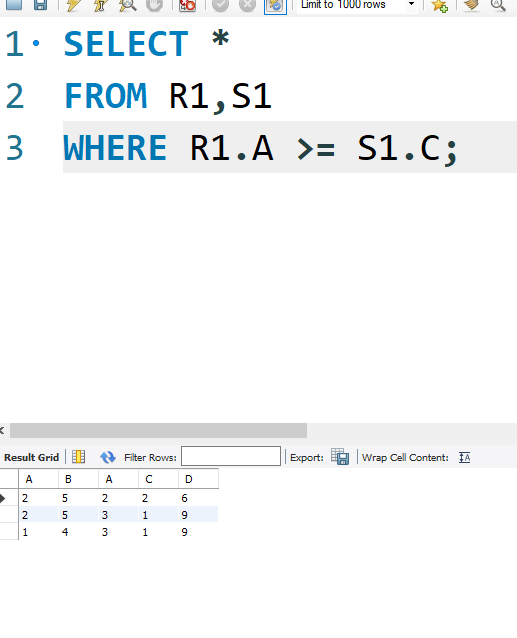 Limit to 1000 rows
1 SELECT *
2 FROM R1,S1
3 WHERE R1.A >= S1.C;
Result Grid Filter Rows: Export: Wrap Cell Content:
A B A C D
2 5 2 2 6
2 5 3 1 9
1 4 3 1 9